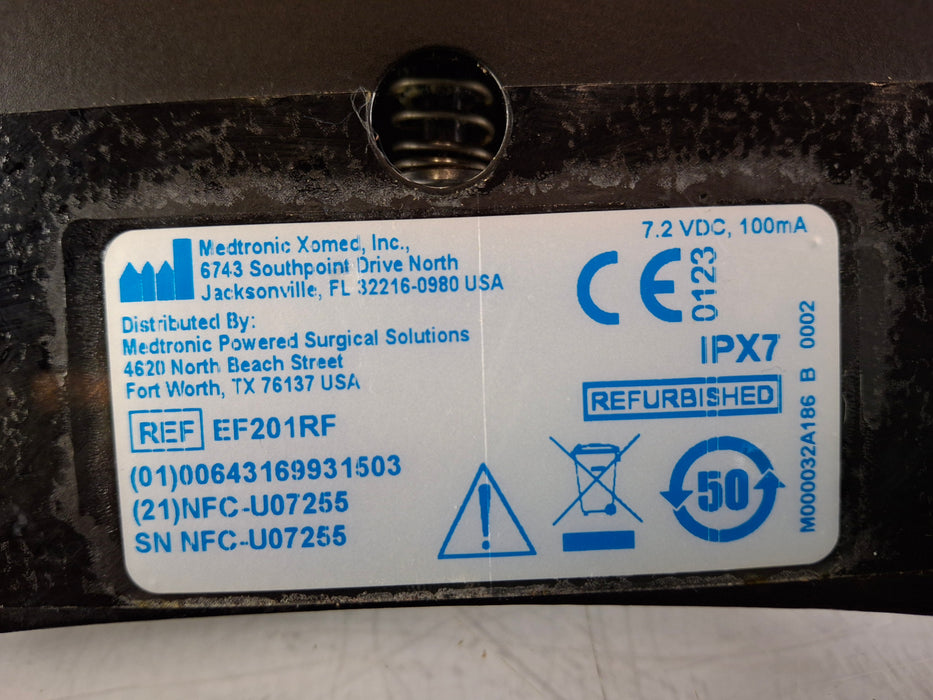 Medtronic Xomed, Inc.,
6743 Southpoint Drive North
Jacksonville, FL 32216-0980 USA
Distributed By:
Medtronic Powered Surgical Solutions
4620 North Beach Street
Fort Worth, TX 76137 USA
REF EF201RF
(01)00643169931503
(21)NFC-U07255
SN NFC-U07255
7.2 VDC, 100mA
CE 0123
IPX7
REFURBISHED
50
M000032A186 B 0002